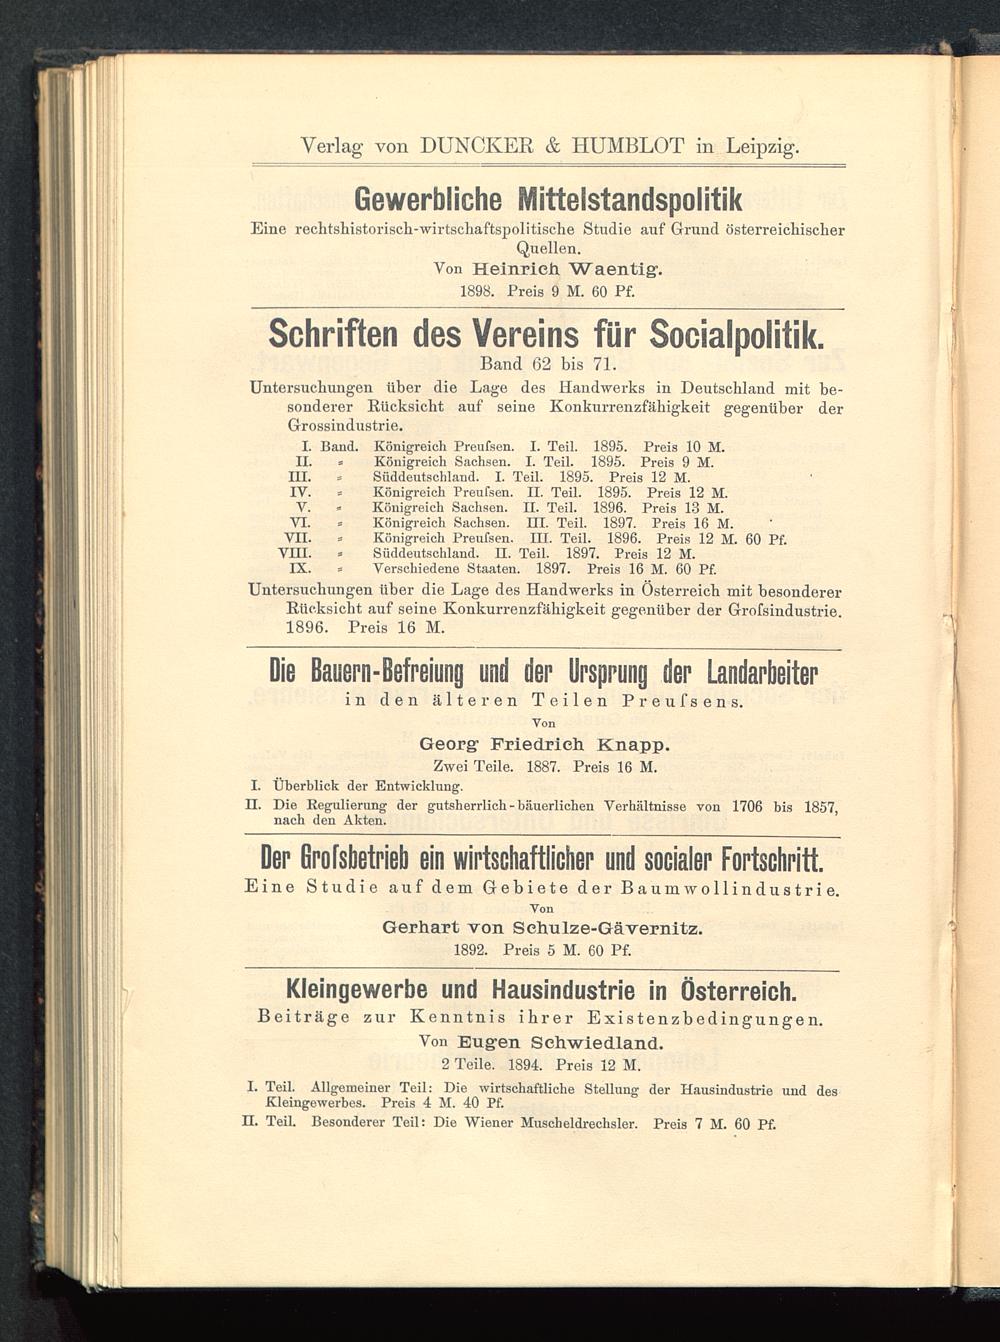 Verlag von DUNCKER & HUMBLOT in Leipzig.
Gewerbliche Mittelstandspolitik
Eine rechtshistorisch-wirtschaftspolitische Studie auf Grund österreichischer
Quellen.
Von Heinrich Waentig.
1898. Preis 9 M. 60 Pf.
Schriften des Vereins für Socialpolitik.
Band 62 bis 71.
Untersuchungen über die Lage des Handwerks in Deutschland mit be-
sonderer Rücksicht auf seine Konkurrenzfähigkeit gegenüber der
Grossindustrie.
I. Band. Königreich Preuſsen. I. Teil. 1895. Preis 10 M.
II. „ Königreich Sachsen. I. Teil. 1895. Preis 9 M.
III. „ Süddeutschland. I. Teil. 1895. Preis 12 M.
IV. „ Königreich Preuſsen. II. Teil. 1895. Preis 12 M.
V. „ Königreich Sachsen. II. Teil. 1896. Preis 13 M.
VI. „ Königreich Sachsen. III. Teil. 1897. Preis 16 M.
VII. „ Königreich Preuſsen. III. Teil. 1896. Preis 12 M. 60 Pf.
VIII. „ Süddeutschland. II. Teil. 1897. Preis 12 M.
IX. „ Verschiedene Staaten. 1897. Preis 16 M. 60 Pf.
Untersuchungen über die Lage des Handwerks in Österreich mit besonderer
Rücksicht auf seine Konkurrenzfähigkeit gegenüber der Groſsindustrie.
1896. Preis 16 M.
Die Bauern-Befreiung und der Ursprung der Landarbeiter
in den älteren Teilen Preuſsens.
Von
Georg Friedrich Knapp.
Zwei Teile. 1887. Preis 16 M.
I. Überblick der Entwicklung.
II. Die Regulierung der gutsherrlich-bäuerlichen Verhältnisse von 1706 bis 1857,
nach den Akten.
Der Groſsbetrieb ein wirtschaftlicher und socialer Fortschritt.
Eine Studie auf dem Gebiete der Baumwollindustrie.
Von
Gerhart von Schulze-Gävernitz.
1892. Preis 5 M. 60 Pf.
Kleingewerbe und Hausindustrie in Österreich.
Beiträge zur Kenntnis ihrer Existenzbedingungen.
Von Eugen Schwiedland.
2 Teile. 1894. Preis 12 M.
I. Teil. Allgemeiner Teil: Die wirtschaftliche Stellung der Hausindustrie und des
Kleingewerbes. Preis 4 M. 40 Pf.
II. Teil. Besonderer Teil: Die Wiener Muscheldrechsler. Preis 7 M. 60 Pf.